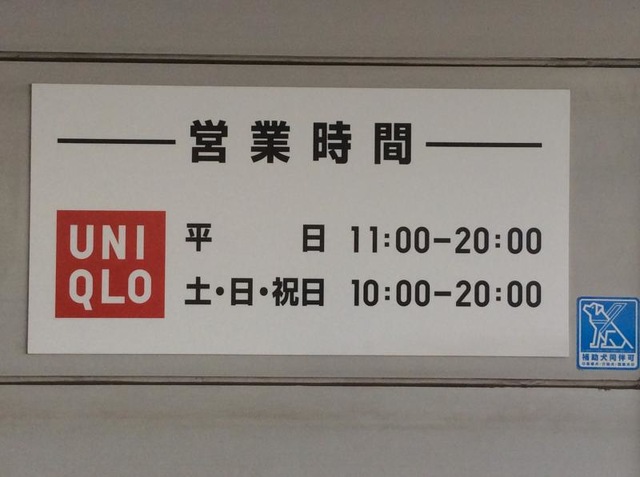 営業時間
UNI
QLO
平日 11:00-20:00
土・日・祝日 10:00-20:00
補助犬同伴可